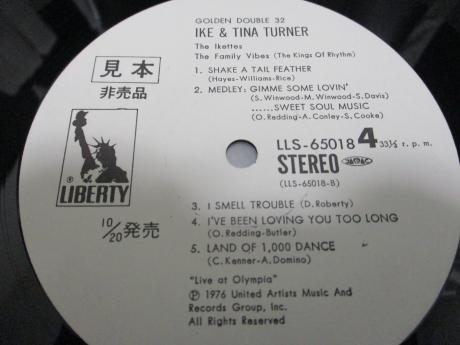 GOLDEN DOUBLE 32
IKE & TINA TURNER
The Ikettes
The Family Vibes (The Kings Of Rhythm)
見本
非売品
1. SHAKE A TAIL FEATHER
(Hayes-Williams-Rice)
2. MEDLEY: GIMME SOME LOVIN'
(S. Winwood-M. Winwood-S. Davis)
......SWEET SOUL MUSIC
(O. Redding-A. Conley-S. Cooke)
LLS-65018 4 33⅓ r. p. m.
STEREO
(LLS-65018-B)
LIBERTY
10/20発売
3. I SMELL TROUBLE (D. Roberty)
4. I'VE BEEN LOVING YOU TOO LONG
(O. Redding-Butler)
5. LAND OF 1,000 DANCE
(C. Kenner-A. Domino)
"Live at Olympia"
Ⓟ 1976 United Artists Music And
Records Group, Inc.
All Rights Reserved